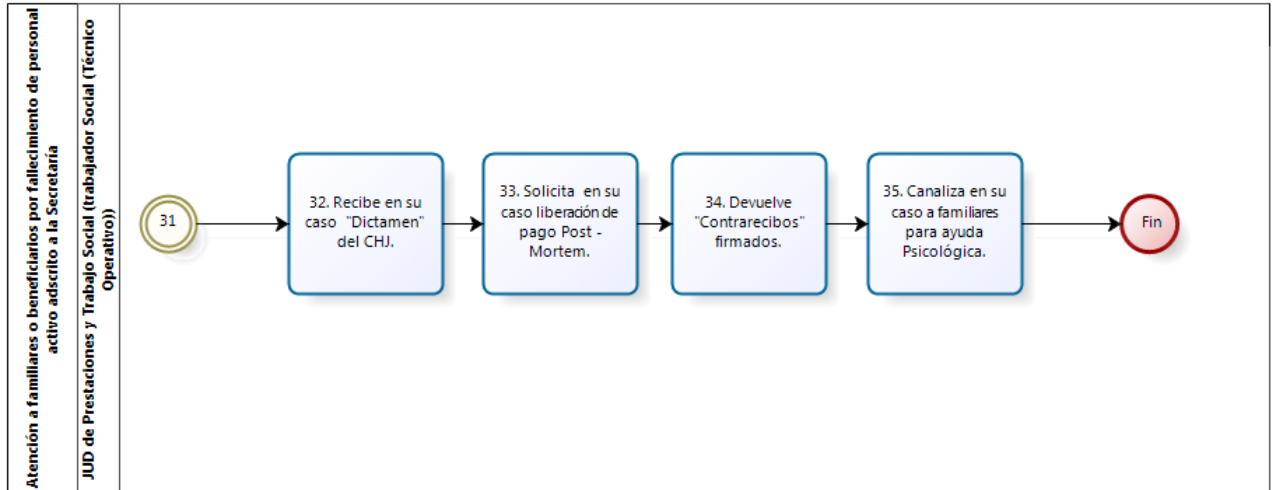 Atención a familiares o beneficiarios por fallecimiento de personal
activo adscrito a la Secretaría
JUD de Prestaciones y Trabajo Social (trabajador Social (Técnico
Operativo))
31
32. Recibe en su
caso "Dictamen"
del CHJ.
33. Solicita en su
caso liberación de
pago Post -
Mortem.
34. Devuelve
"Contrarecibos"
firmados.
35. Canaliza en su
caso a familiares
para ayuda
Psicológica.
Fin